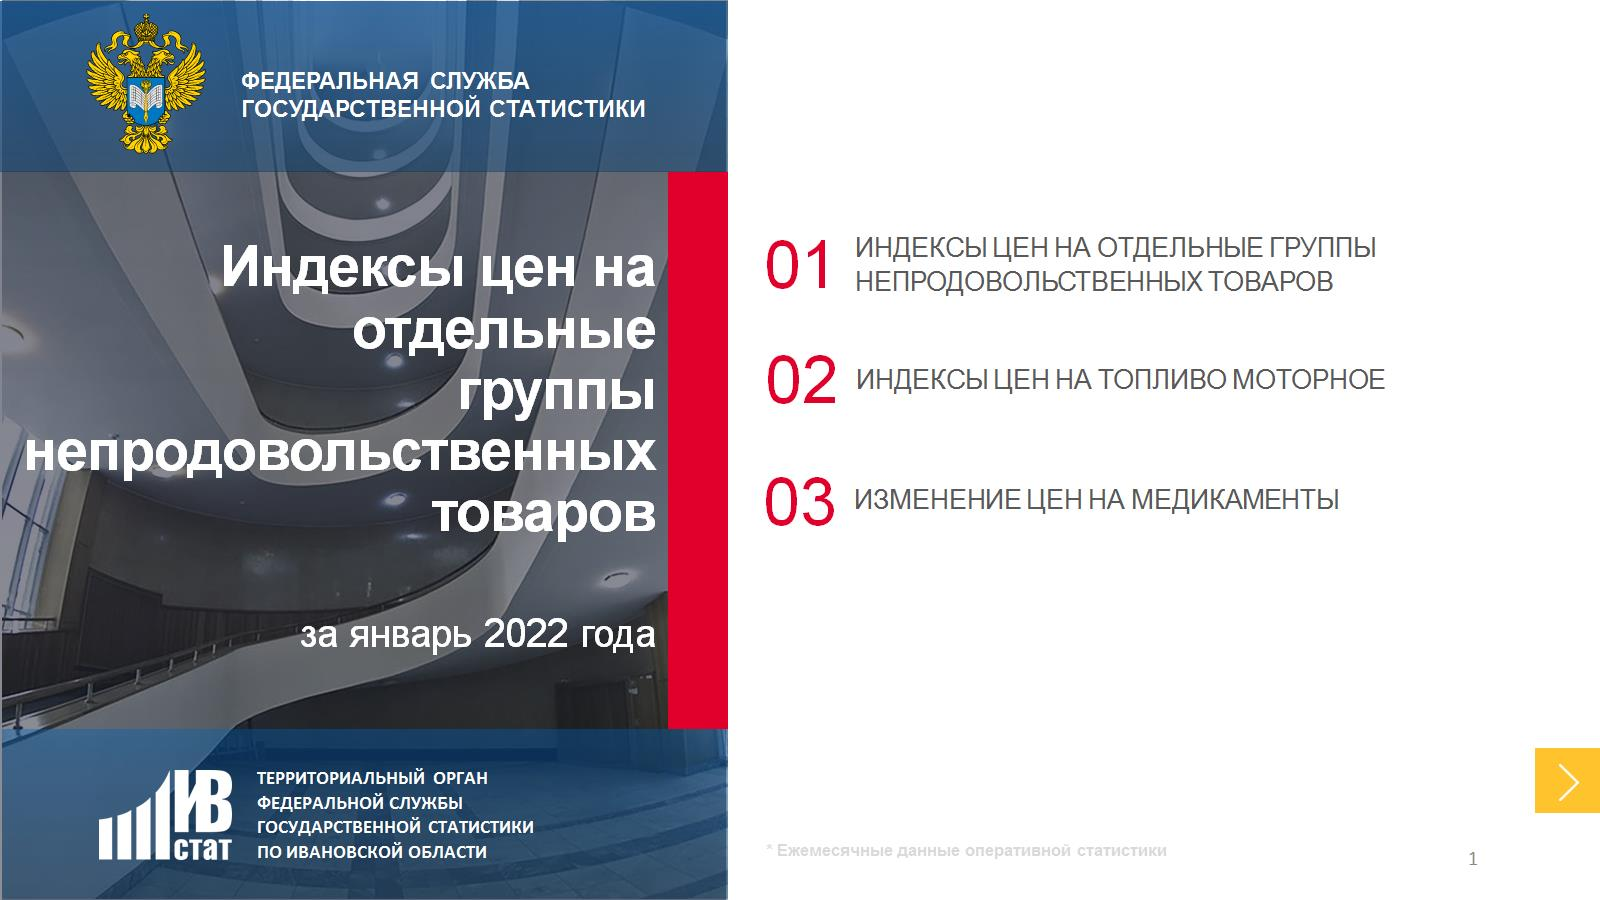 ФЕДЕРАЛЬНАЯ СЛУЖБА
ГОСУДАРСТВЕННОЙ СТАТИСТИКИ
Индексы цен на
отдельные
группы
непродовольственных
товаров
за январь 2022 года
ИВ
стат
ТЕРРИТОРИАЛЬНЫЙ ОРГАН
ФЕДЕРАЛЬНОЙ СЛУЖБЫ
ГОСУДАРСТВЕННОЙ СТАТИСТИКИ
ПО ИВАНОВСКОЙ ОБЛАСТИ
01 ИНДЕКСЫ ЦЕН НА ОТДЕЛЬНЫЕ ГРУППЫ
НЕПРОДОВОЛЬСТВЕННЫХ ТОВАРОВ
02 ИНДЕКСЫ ЦЕН НА ТОПЛИВО МОТОРНОЕ
03 ИЗМЕНЕНИЕ ЦЕН НА МЕДИКАМЕНТЫ
* Ежемесячные данные оперативной статистики
1